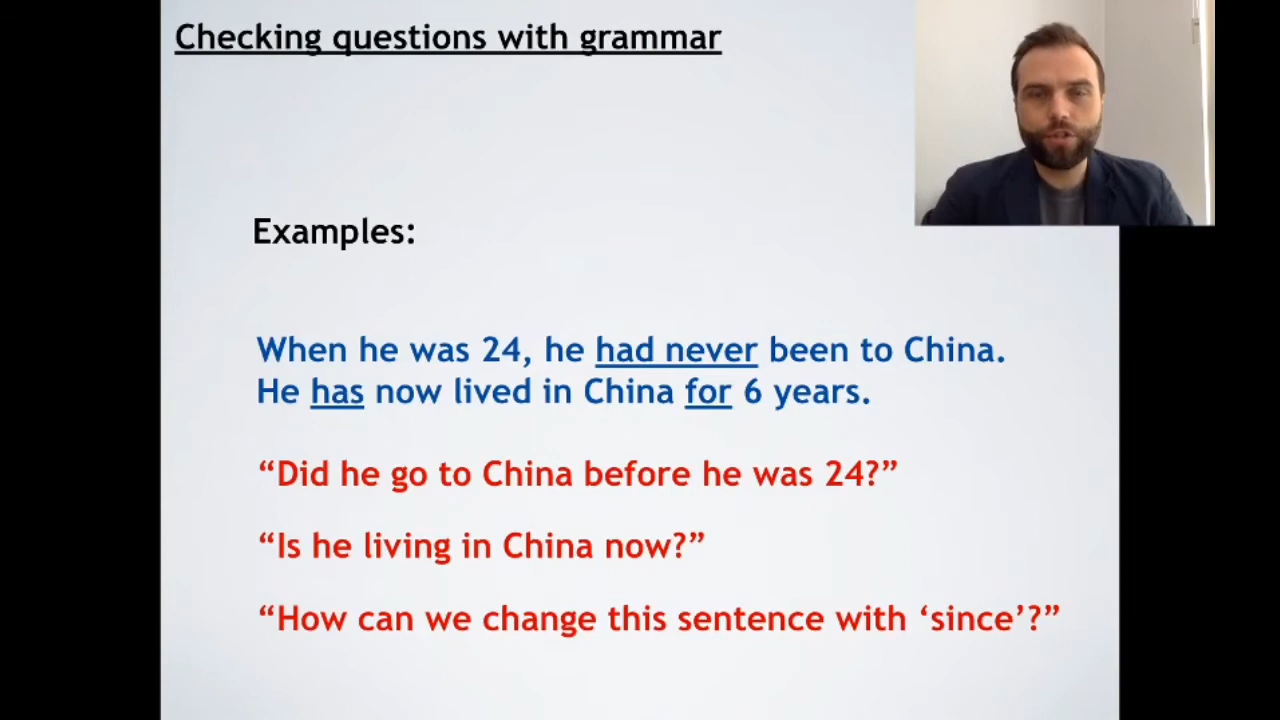 Checking questions with grammar
Examples:
When he was 24, he had never been to China.
He has now lived in China for 6 years.
“Did he go to China before he was 24?”
“Is he living in China now?”
“How can we change this sentence with ‘since’?”